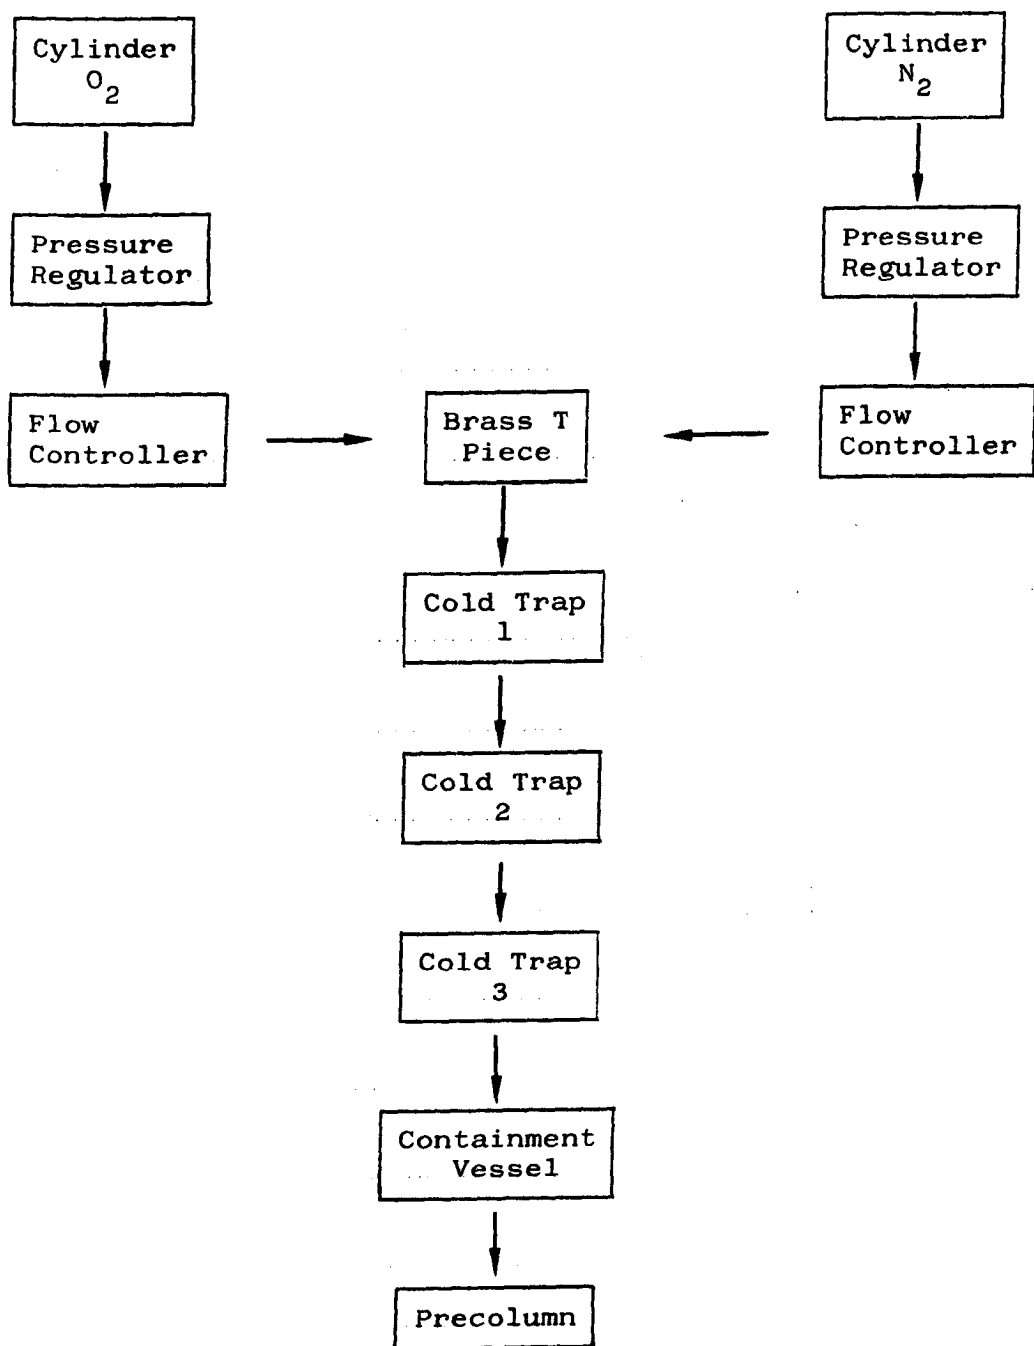 Cylinder
O2
Cylinder
N2
Pressure
Regulator
Pressure
Regulator
Flow
Controller
Brass T
Piece
Flow
Controller
Cold Trap
1
Cold Trap
2
Cold Trap
3
Containment
Vessel
Precolumn